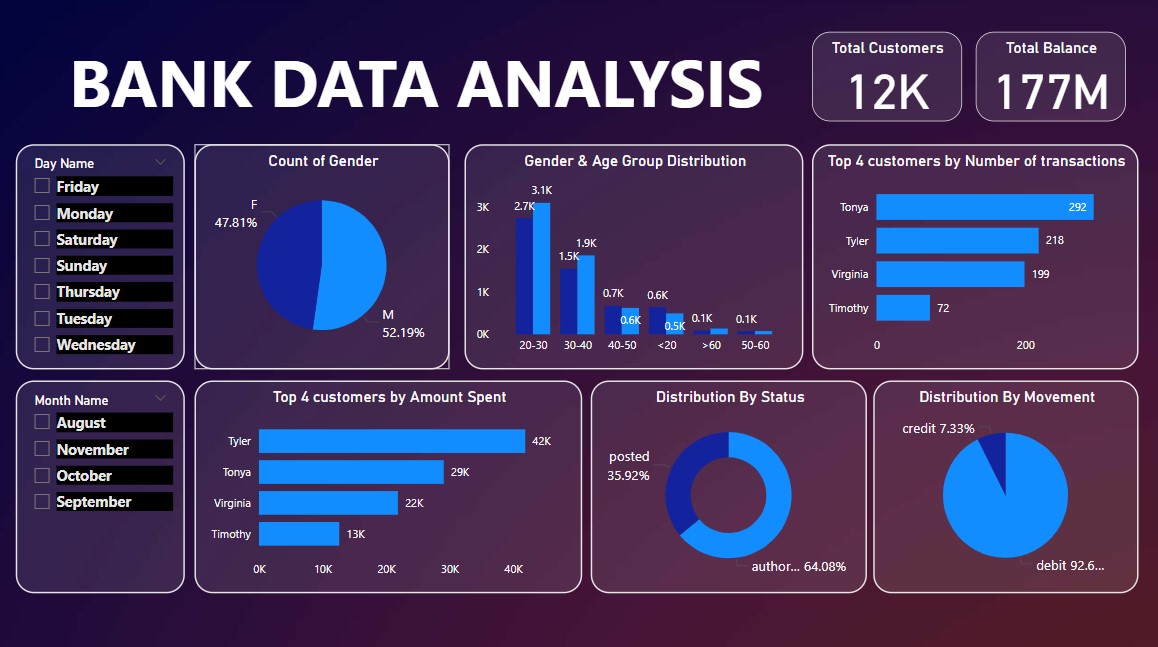 BANK DATA ANALYSIS
Total Customers
12K
Total Balance
177M
Day Name
Friday
Monday
Saturday
Sunday
Thursday
Tuesday
Wednesday
Count of Gender
F
47.81%
M
52.19%
Gender & Age Group Distribution
3K
2K
1K
0K
2.7K
3.1K
1.5K
1.9K
0.7K
0.6K
0.6K
0.5K
0.1K
0.1K
20-30
30-40
40-50
<20
>60
50-60
Top 4 customers by Number of transactions
Tonya
292
Tyler
218
Virginia
199
Timothy
72
0
200
Month Name
August
November
October
September
Top 4 customers by Amount Spent
Tyler
42K
Tonya
29K
Virginia
22K
Timothy
13K
0K
10K
20K
30K
40K
Distribution By Status
posted
35.92%
author... 64.08%
Distribution By Movement
credit 7.33%
debit 92.6...